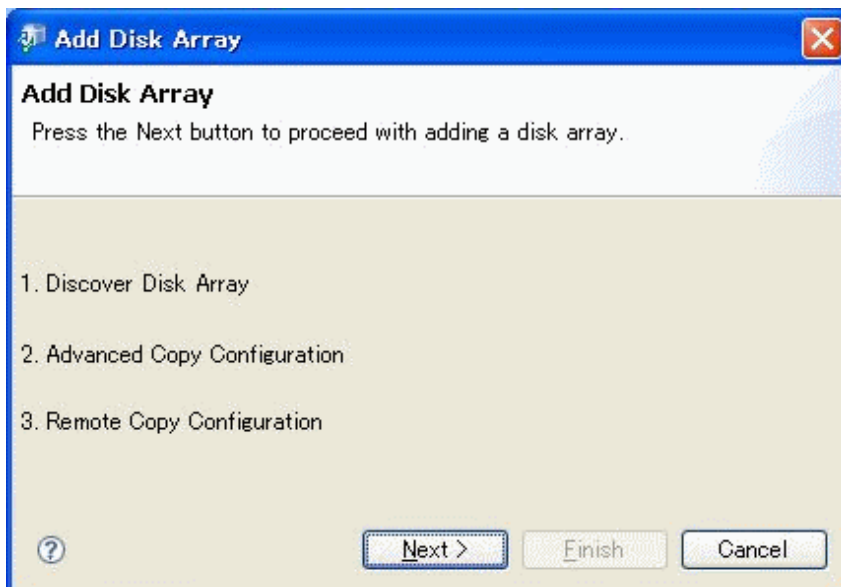 Add Disk Array
Add Disk Array
Press the Next button to proceed with adding a disk array.
1. Discover Disk Array
2. Advanced Copy Configuration
3. Remote Copy Configuration
?
Next >
Finish
Cancel